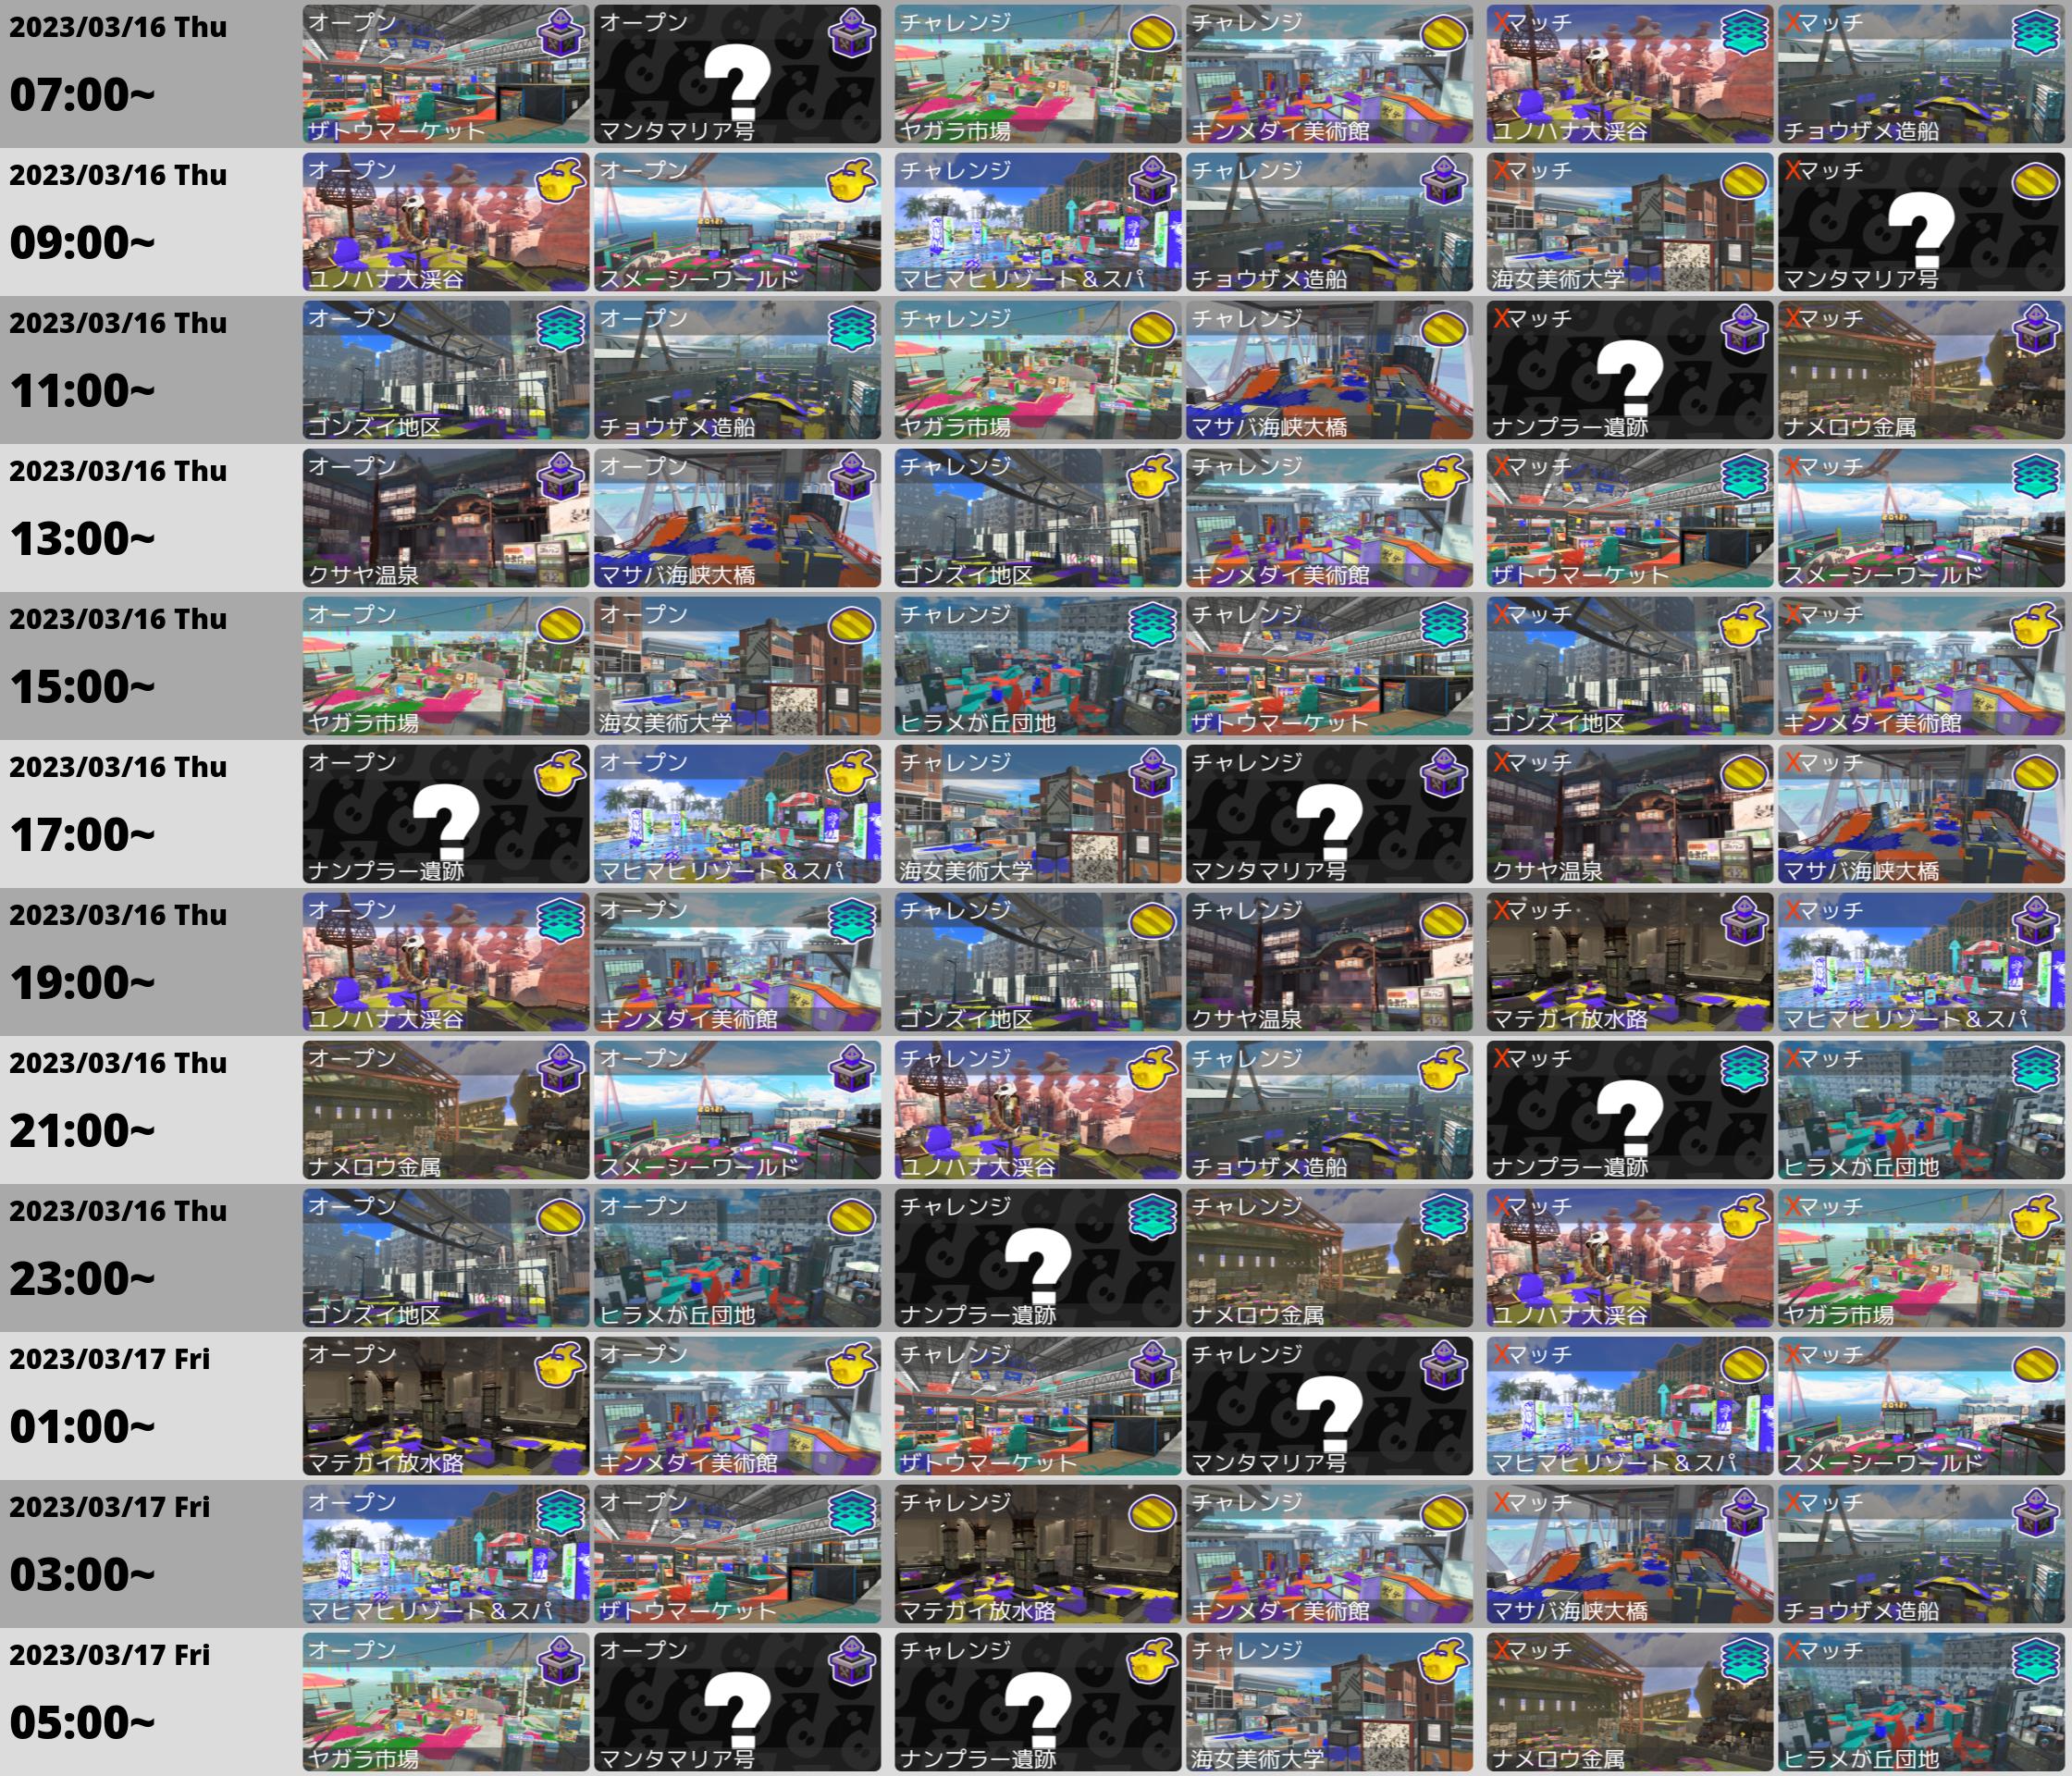 2023/03/16 Thu
07:00~
オープン
ザトウマーケット
オープン
マンタマリア号
チャレンジ
ヤガラ市場
チャレンジ
キンメダイ美術館
Xマッチ
ユノハナ大渓谷
Xマッチ
チョウザメ造船
2023/03/16 Thu
09:00~
オープン
ユノハナ大渓谷
オープン
スメーシーワールド
チャレンジ
マヒマヒリゾート&スパ
チャレンジ
チョウザメ造船
Xマッチ
海女美術大学
Xマッチ
マンタマリア号
2023/03/16 Thu
11:00~
オープン
ゴンズイ地区
オープン
チョウザメ造船
チャレンジ
ヤガラ市場
チャレンジ
マサバ海峡大橋
Xマッチ
ナンプラー遺跡
Xマッチ
ナメロウ金属
2023/03/16 Thu
13:00~
オープン
クサヤ温泉
オープン
マサバ海峡大橋
チャレンジ
ゴンズイ地区
チャレンジ
キンメダイ美術館
Xマッチ
ザトウマーケット
Xマッチ
スメーシーワールド
2023/03/16 Thu
15:00~
オープン
ヤガラ市場
オープン
海女美術大学
チャレンジ
ヒラメが丘団地
チャレンジ
ザトウマーケット
Xマッチ
ゴンズイ地区
Xマッチ
キンメダイ美術館
2023/03/16 Thu
17:00~
オープン
ナンプラー遺跡
オープン
マヒマヒリゾート&スパ
チャレンジ
海女美術大学
チャレンジ
マンタマリア号
Xマッチ
クサヤ温泉
Xマッチ
マサバ海峡大橋
2023/03/16 Thu
19:00~
オープン
ユノハナ大渓谷
オープン
キンメダイ美術館
チャレンジ
ゴンズイ地区
チャレンジ
クサヤ温泉
Xマッチ
マテガイ放水路
Xマッチ
マヒマヒリゾート&スパ
2023/03/16 Thu
21:00~
オープン
ナメロウ金属
オープン
スメーシーワールド
チャレンジ
ユノハナ大渓谷
チャレンジ
チョウザメ造船
Xマッチ
ナンプラー遺跡
Xマッチ
ヒラメが丘団地
2023/03/16 Thu
23:00~
オープン
ゴンズイ地区
オープン
ヒラメが丘団地
チャレンジ
ナンプラー遺跡
チャレンジ
ナメロウ金属
Xマッチ
ユノハナ大渓谷
Xマッチ
ヤガラ市場
2023/03/17 Fri
01:00~
オープン
マテガイ放水路
オープン
キンメダイ美術館
チャレンジ
ザトウマーケット
チャレンジ
マンタマリア号
Xマッチ
マヒマヒリゾート&スパ
Xマッチ
スメーシーワールド
2023/03/17 Fri
03:00~
オープン
マヒマヒリゾート&スパ
オープン
ザトウマーケット
チャレンジ
マテガイ放水路
チャレンジ
キンメダイ美術館
Xマッチ
マサバ海峡大橋
Xマッチ
チョウザメ造船
2023/03/17 Fri
05:00~
オープン
ヤガラ市場
オープン
マンタマリア号
チャレンジ
ナンプラー遺跡
チャレンジ
海女美術大学
Xマッチ
ナメロウ金属
Xマッチ
ヒラメが丘団地